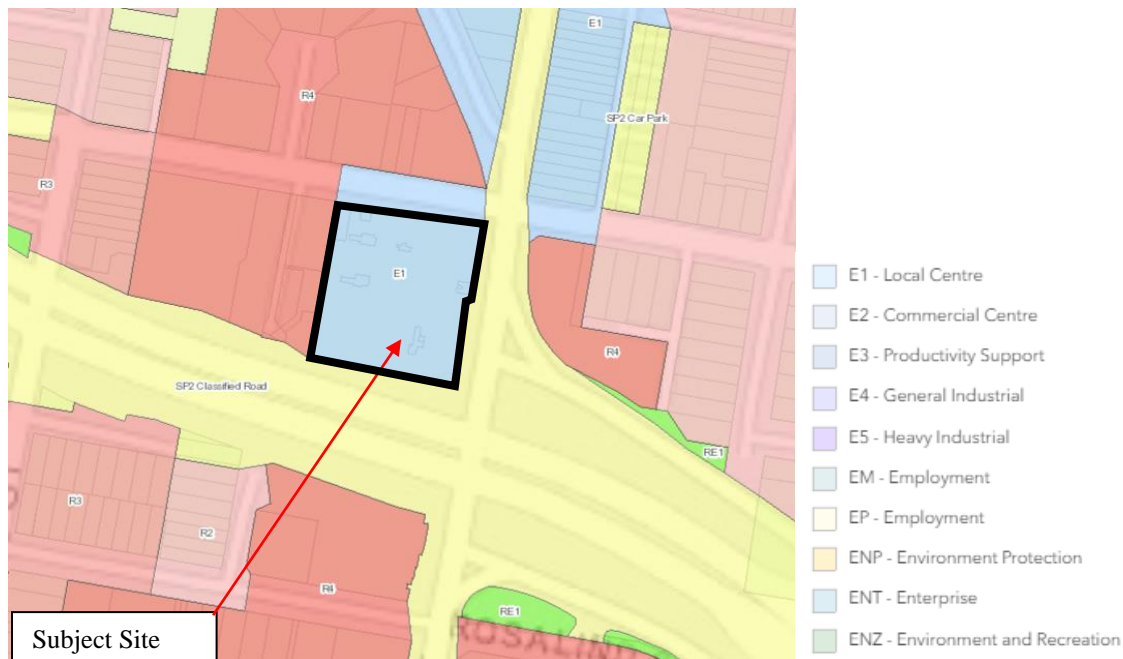 E1
R4
SP2 Car Park
R3
E1
R4
SP2 Classified Road
RE1
R3
R2
R4
RE1
ROSALIN
Subject Site
E1 - Local Centre
E2 - Commercial Centre
E3 - Productivity Support
E4 - General Industrial
E5 - Heavy Industrial
EM - Employment
EP - Employment
ENP - Environment Protection
ENT - Enterprise
ENZ - Environment and Recreation